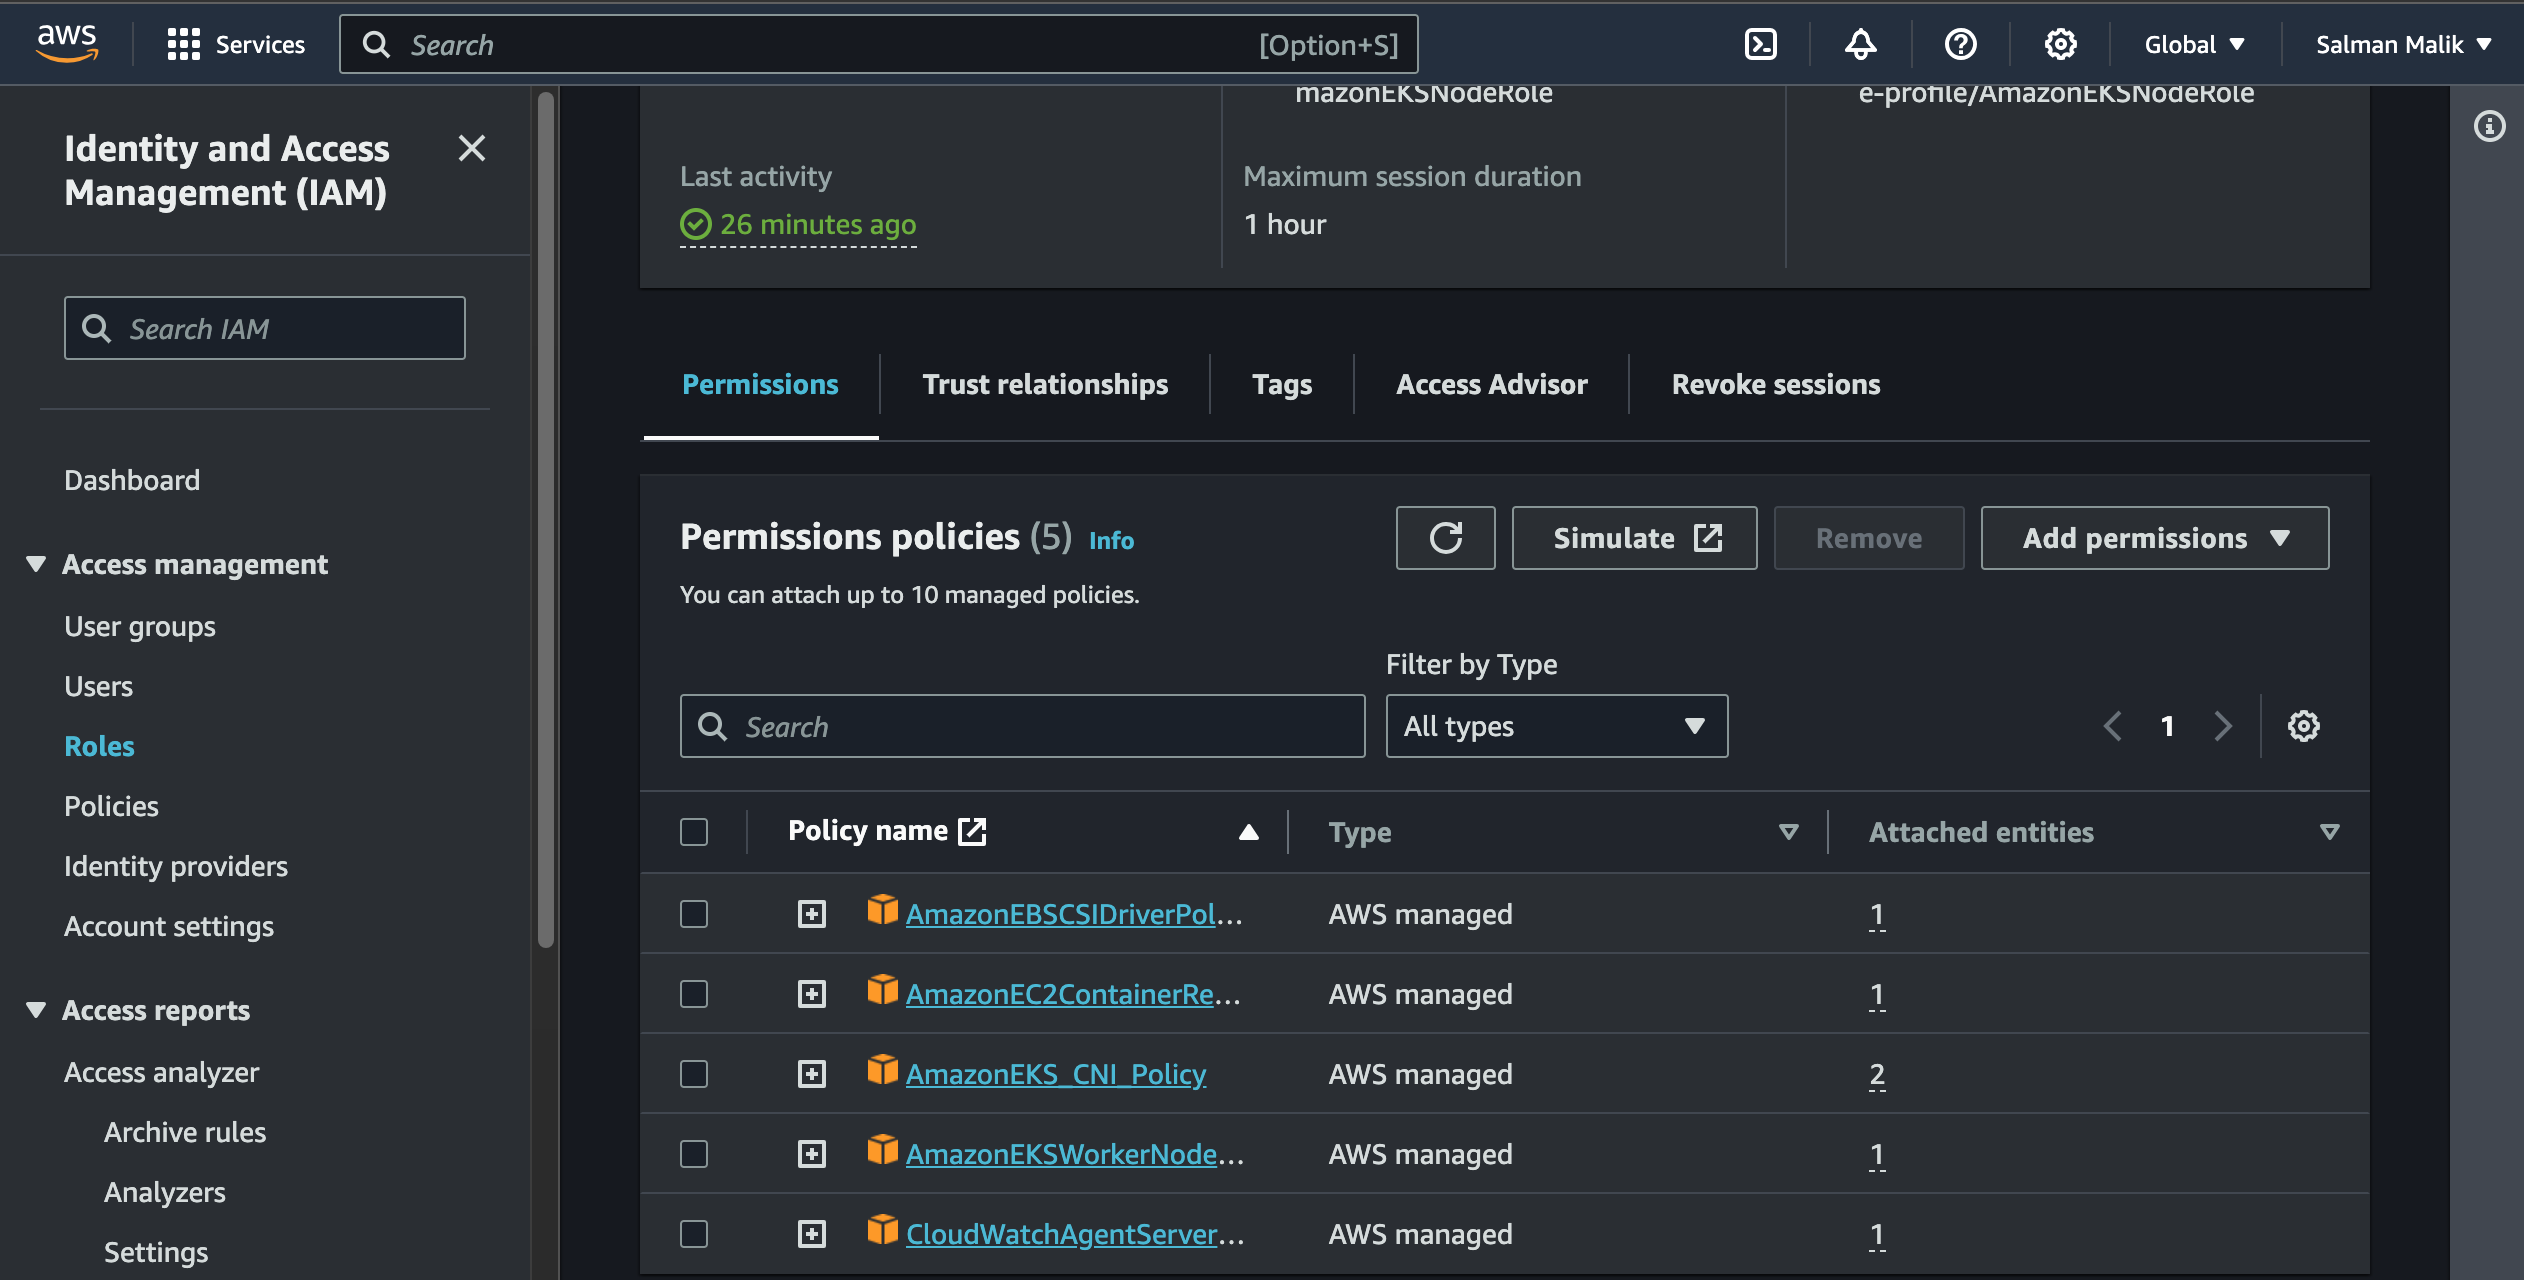 aws
Services
Search
[Option+S]
Global
Salman Malik
Identity and Access
Management (IAM)
Search IAM
Dashboard
Access management
User groups
Users
Roles
Policies
Identity providers
Account settings
Access reports
Access analyzer
Archive rules
Analyzers
Settings
mazonEKSNodeRole
e-profile/AmazonEKSNodeRole
Last activity
26 minutes ago
Maximum session duration
1 hour
Permissions
Trust relationships
Tags
Access Advisor
Revoke sessions
Permissions policies (5) Info
You can attach up to 10 managed policies.
Simulate
Remove
Add permissions
Filter by Type
Search
All types
1
Policy name
Type
Attached entities
AmazonEBSCSIDriverPol... AWS managed 1
AmazonEC2ContainerRe... AWS managed 1
AmazonEKS_CNI_Policy AWS managed 2
AmazonEKSWorkerNode... AWS managed 1
CloudWatchAgentServer... AWS managed 1